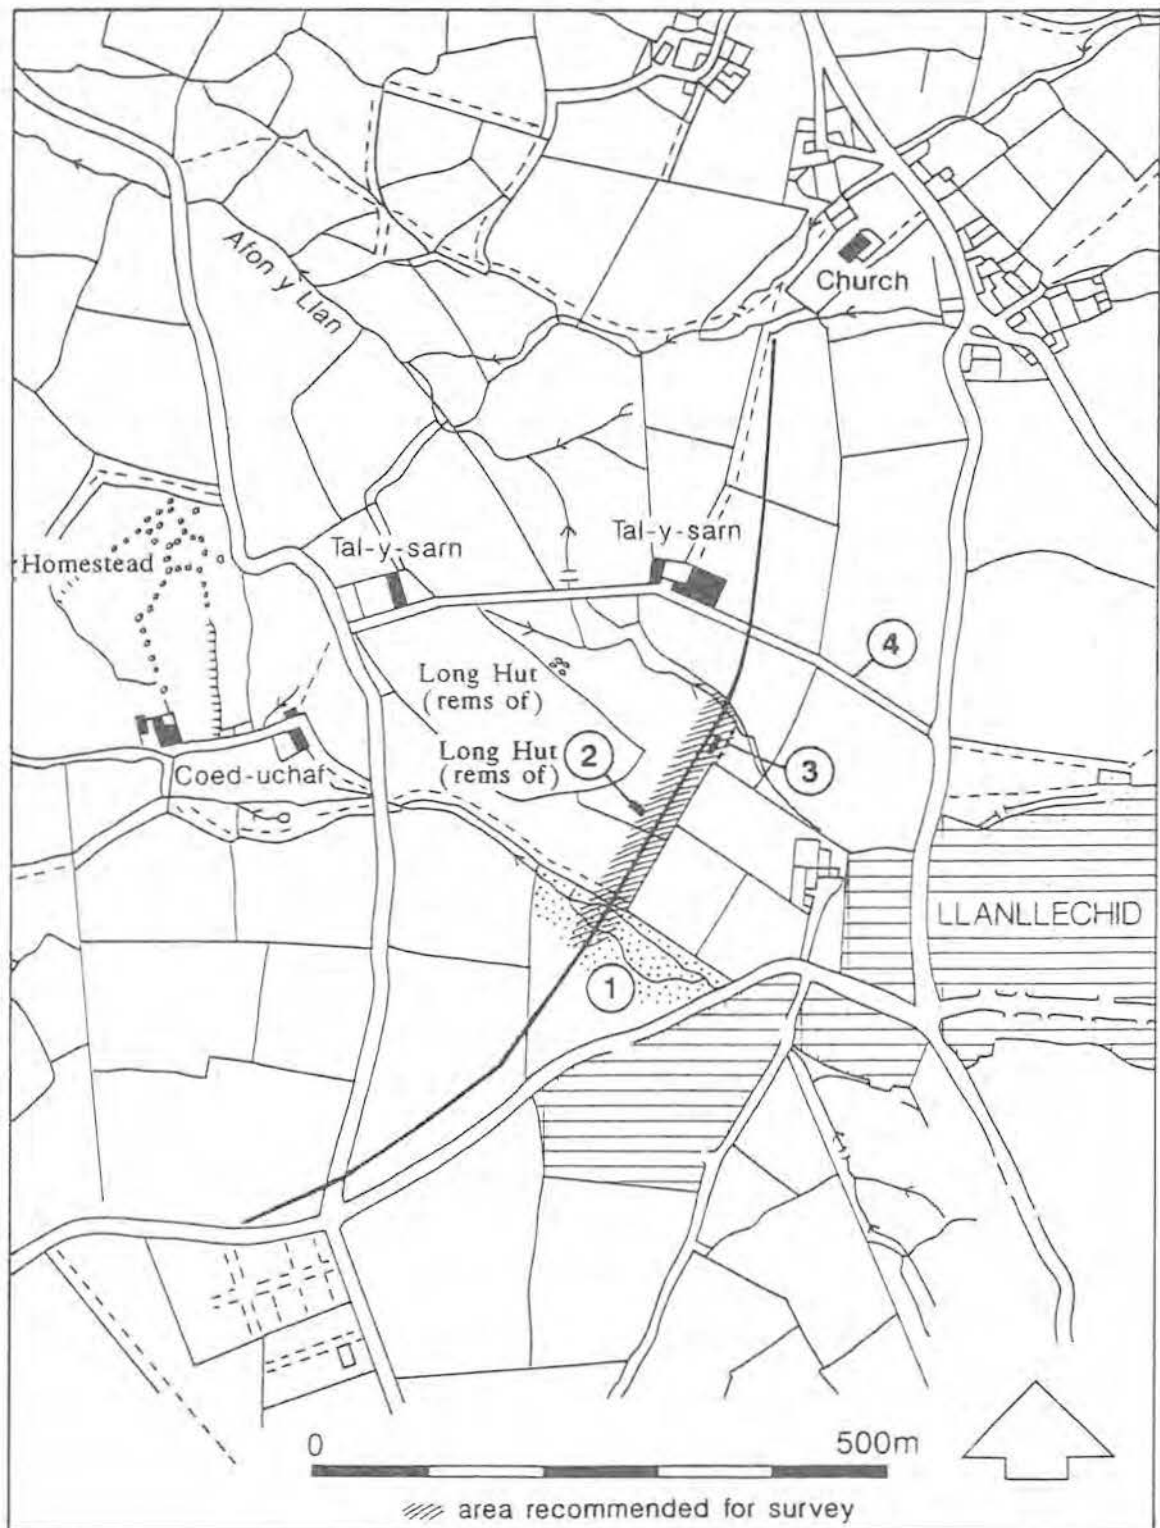 Afon y Llan
Church
Tal-y-sarn
Tal-y-sarn
Homestead
4
Long Hut
(rems of)
Long Hut
(rems of)
2
3
Coed-uchaf
LLANLLECHID
1
0 500m
area recommended for survey